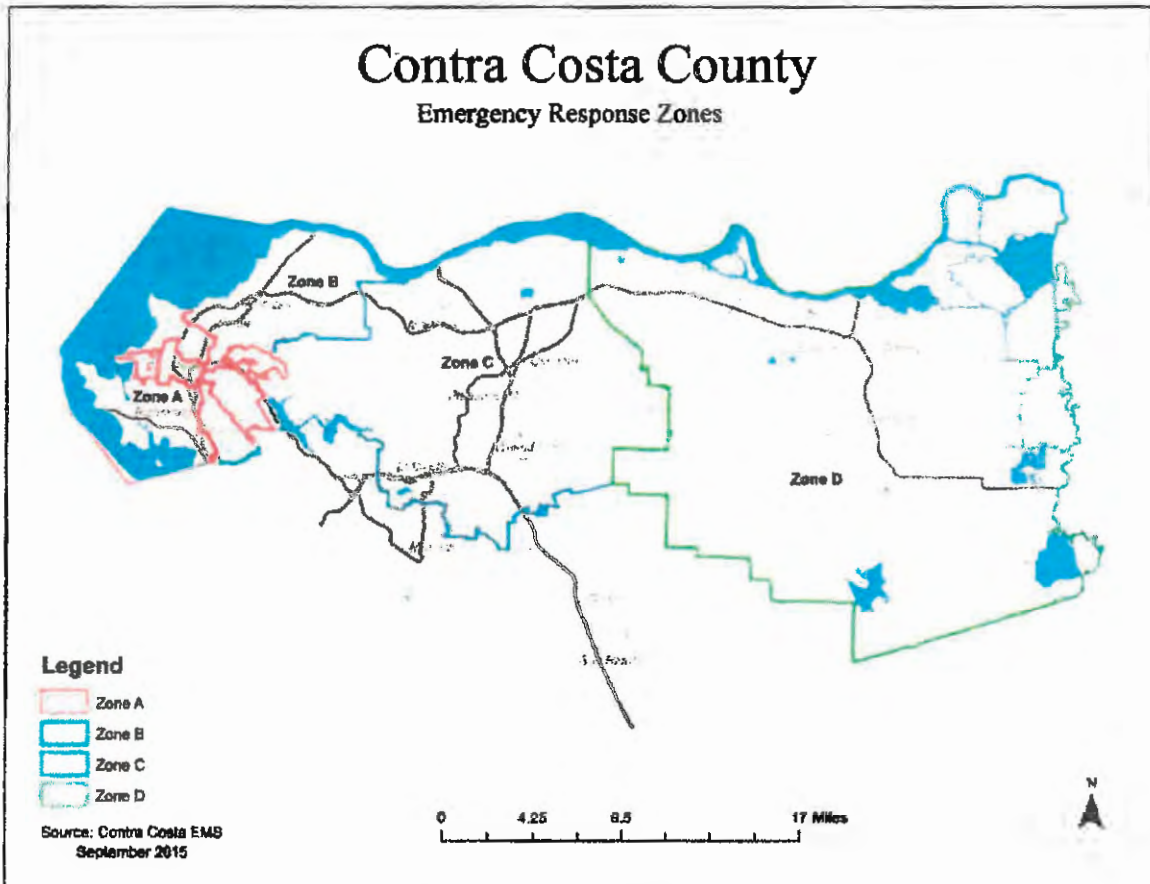 Contra Costa County
Emergency Response Zones
Zone B
Zone C
Zone A
Zone D
Legend
Zone A
Zone B
Zone C
Zone D
Source: Contra Costa EMS
September 2015
0 4.25 8.5 17 Miles
N